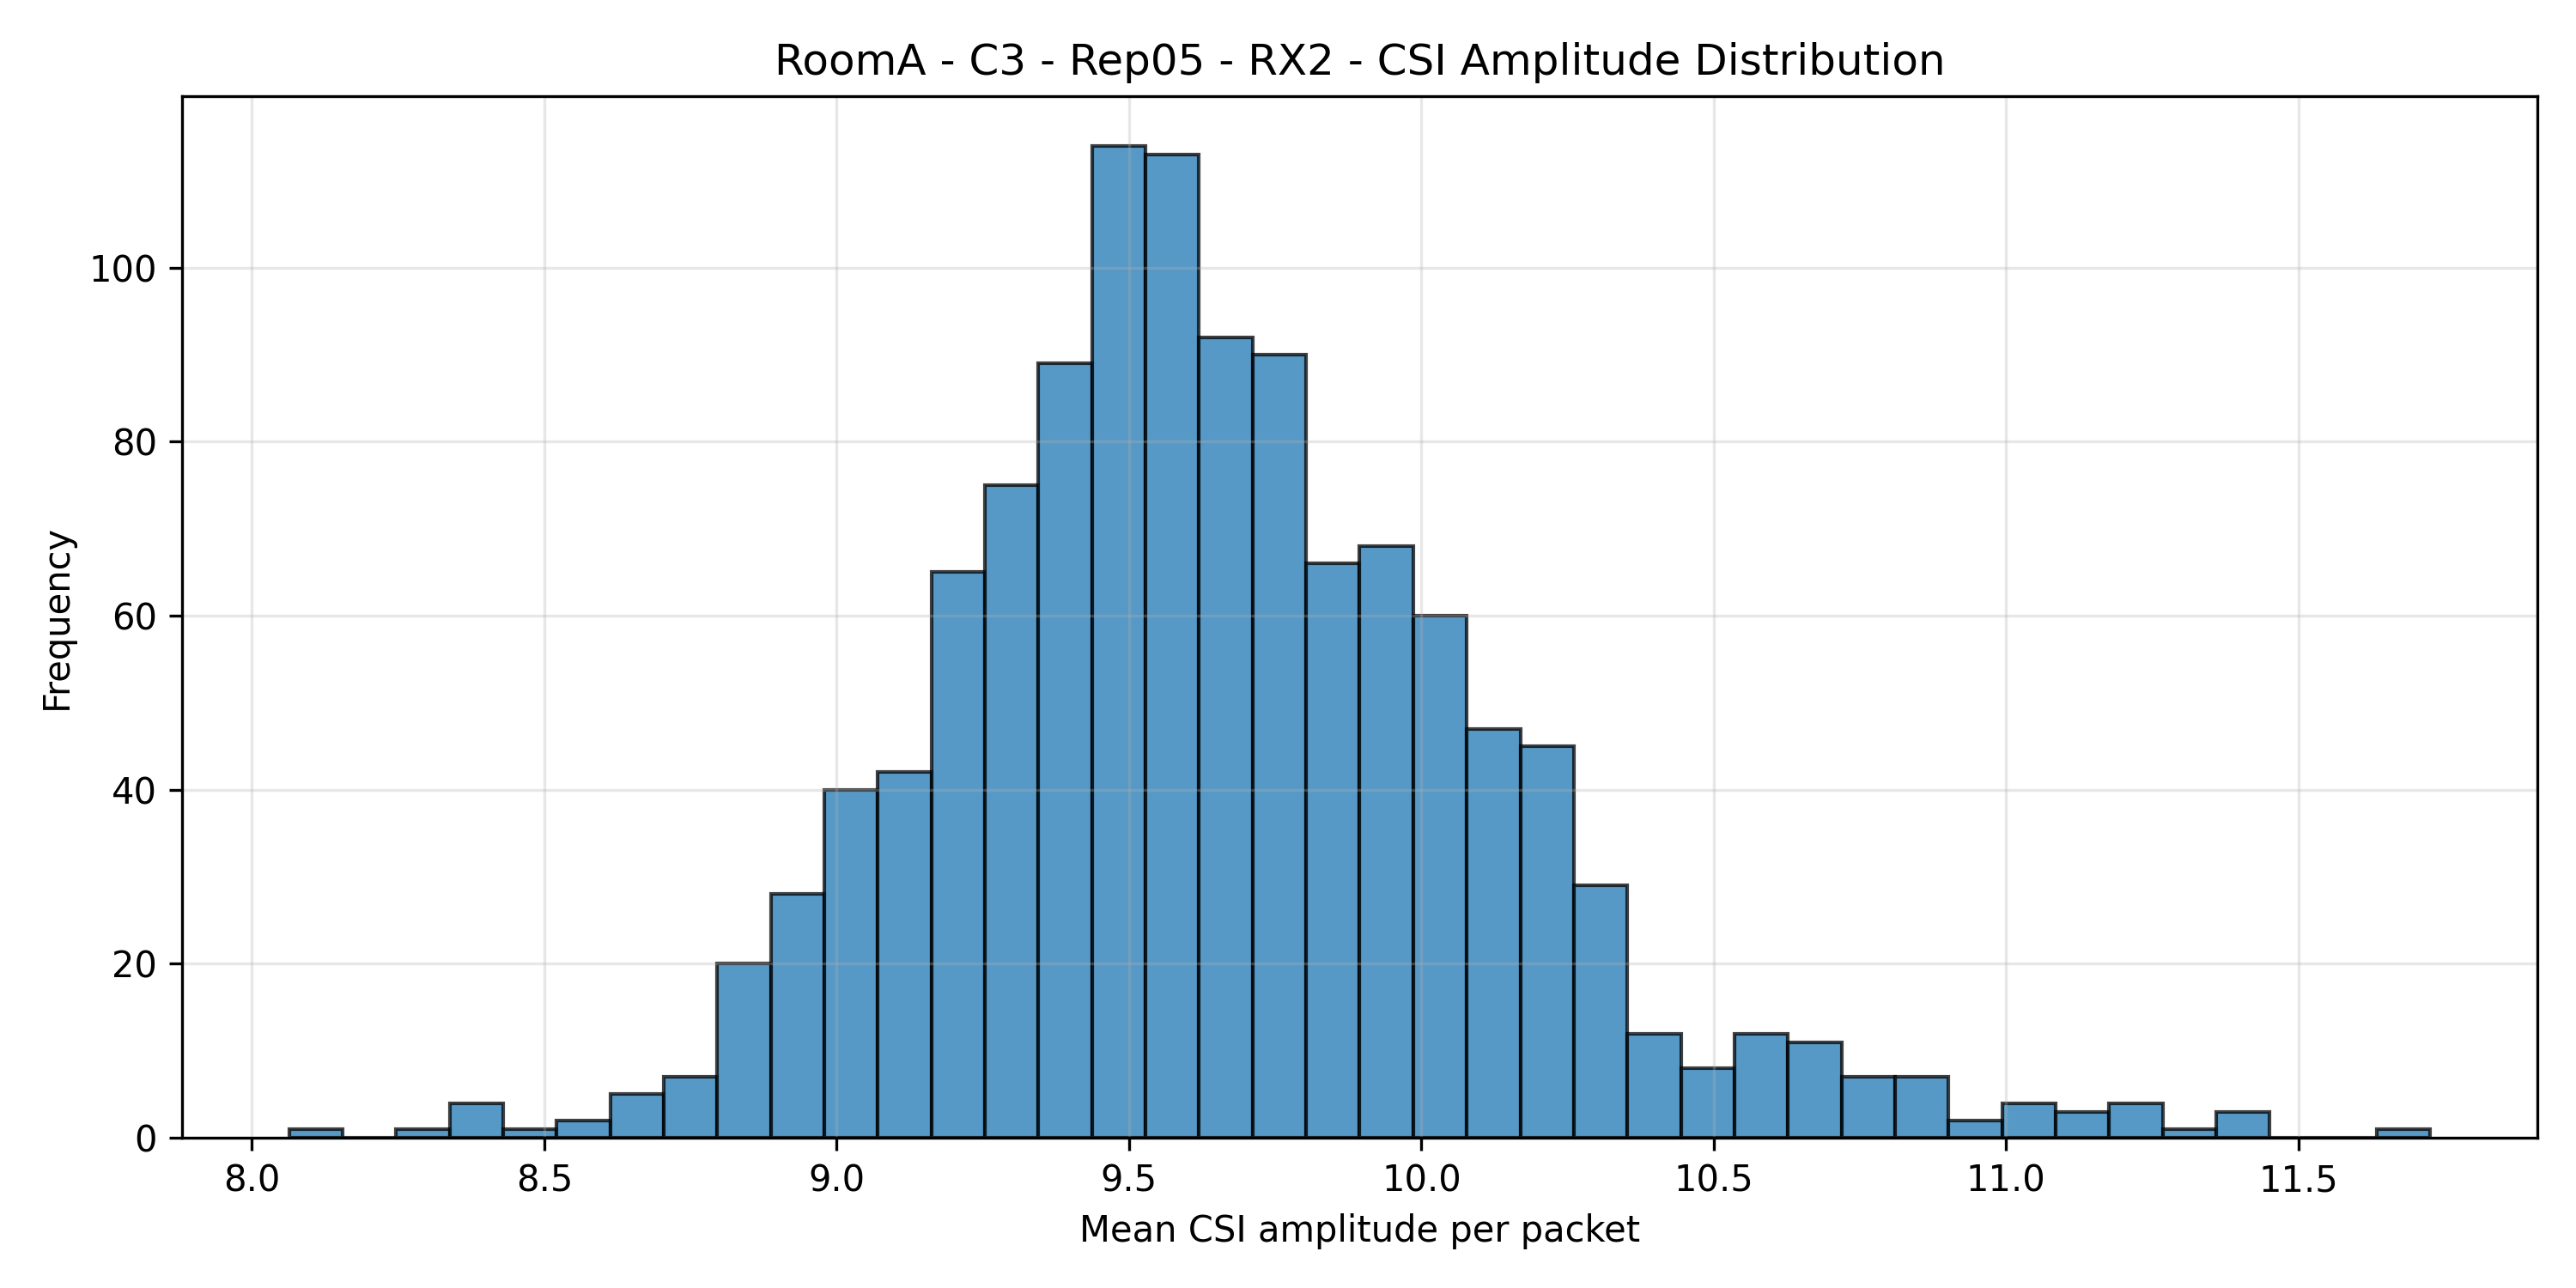 RoomA - C3 - Rep05 - RX2 - CSI Amplitude Distribution
Frequency
100
80
60
40
20
0
8.0 8.5 9.0 9.5 10.0 10.5 11.0 11.5
Mean CSI amplitude per packet